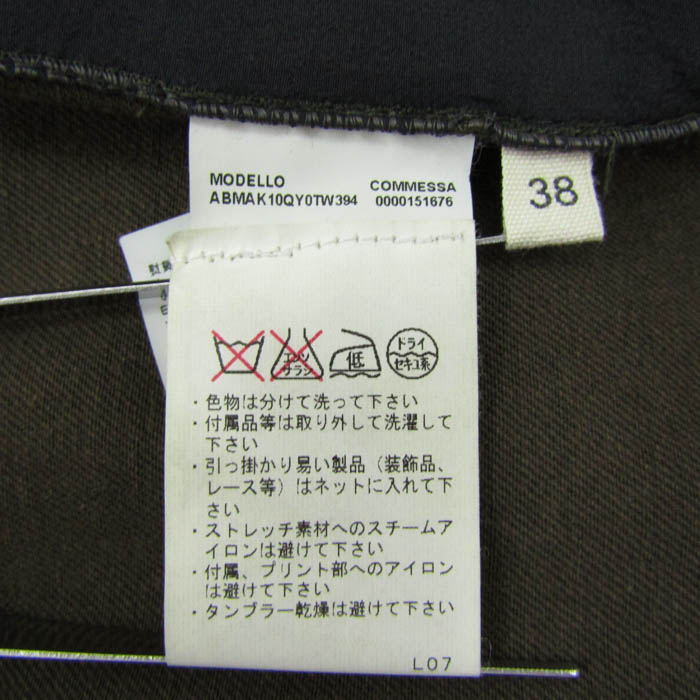 MODELLO COMMESSA
ABMAK10QY0TW394 0000151676
38
エンソ
サラシ
低
ドライ
セキユ系
・色物は分けて洗って下さい
・付属品等は取り外して洗濯して
下さい
・引っ掛かり易い製品（装飾品、
レース等）はネットに入れて下
さい
・ストレッチ素材へのスチームア
イロンは避けて下さい
・付属、プリント部へのアイロン
は避けて下さい
・タンブラー乾燥は避けて下さい
L07